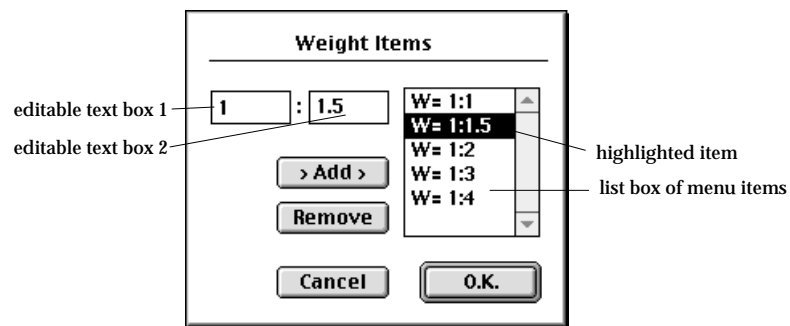 Weight Items
editable text box 1
1 : 1.5
editable text box 2
W= 1:1
W= 1:1.5
W= 1:2
W= 1:3
W= 1:4
highlighted item
list box of menu items
› Add ›
Remove
Cancel
O.K.